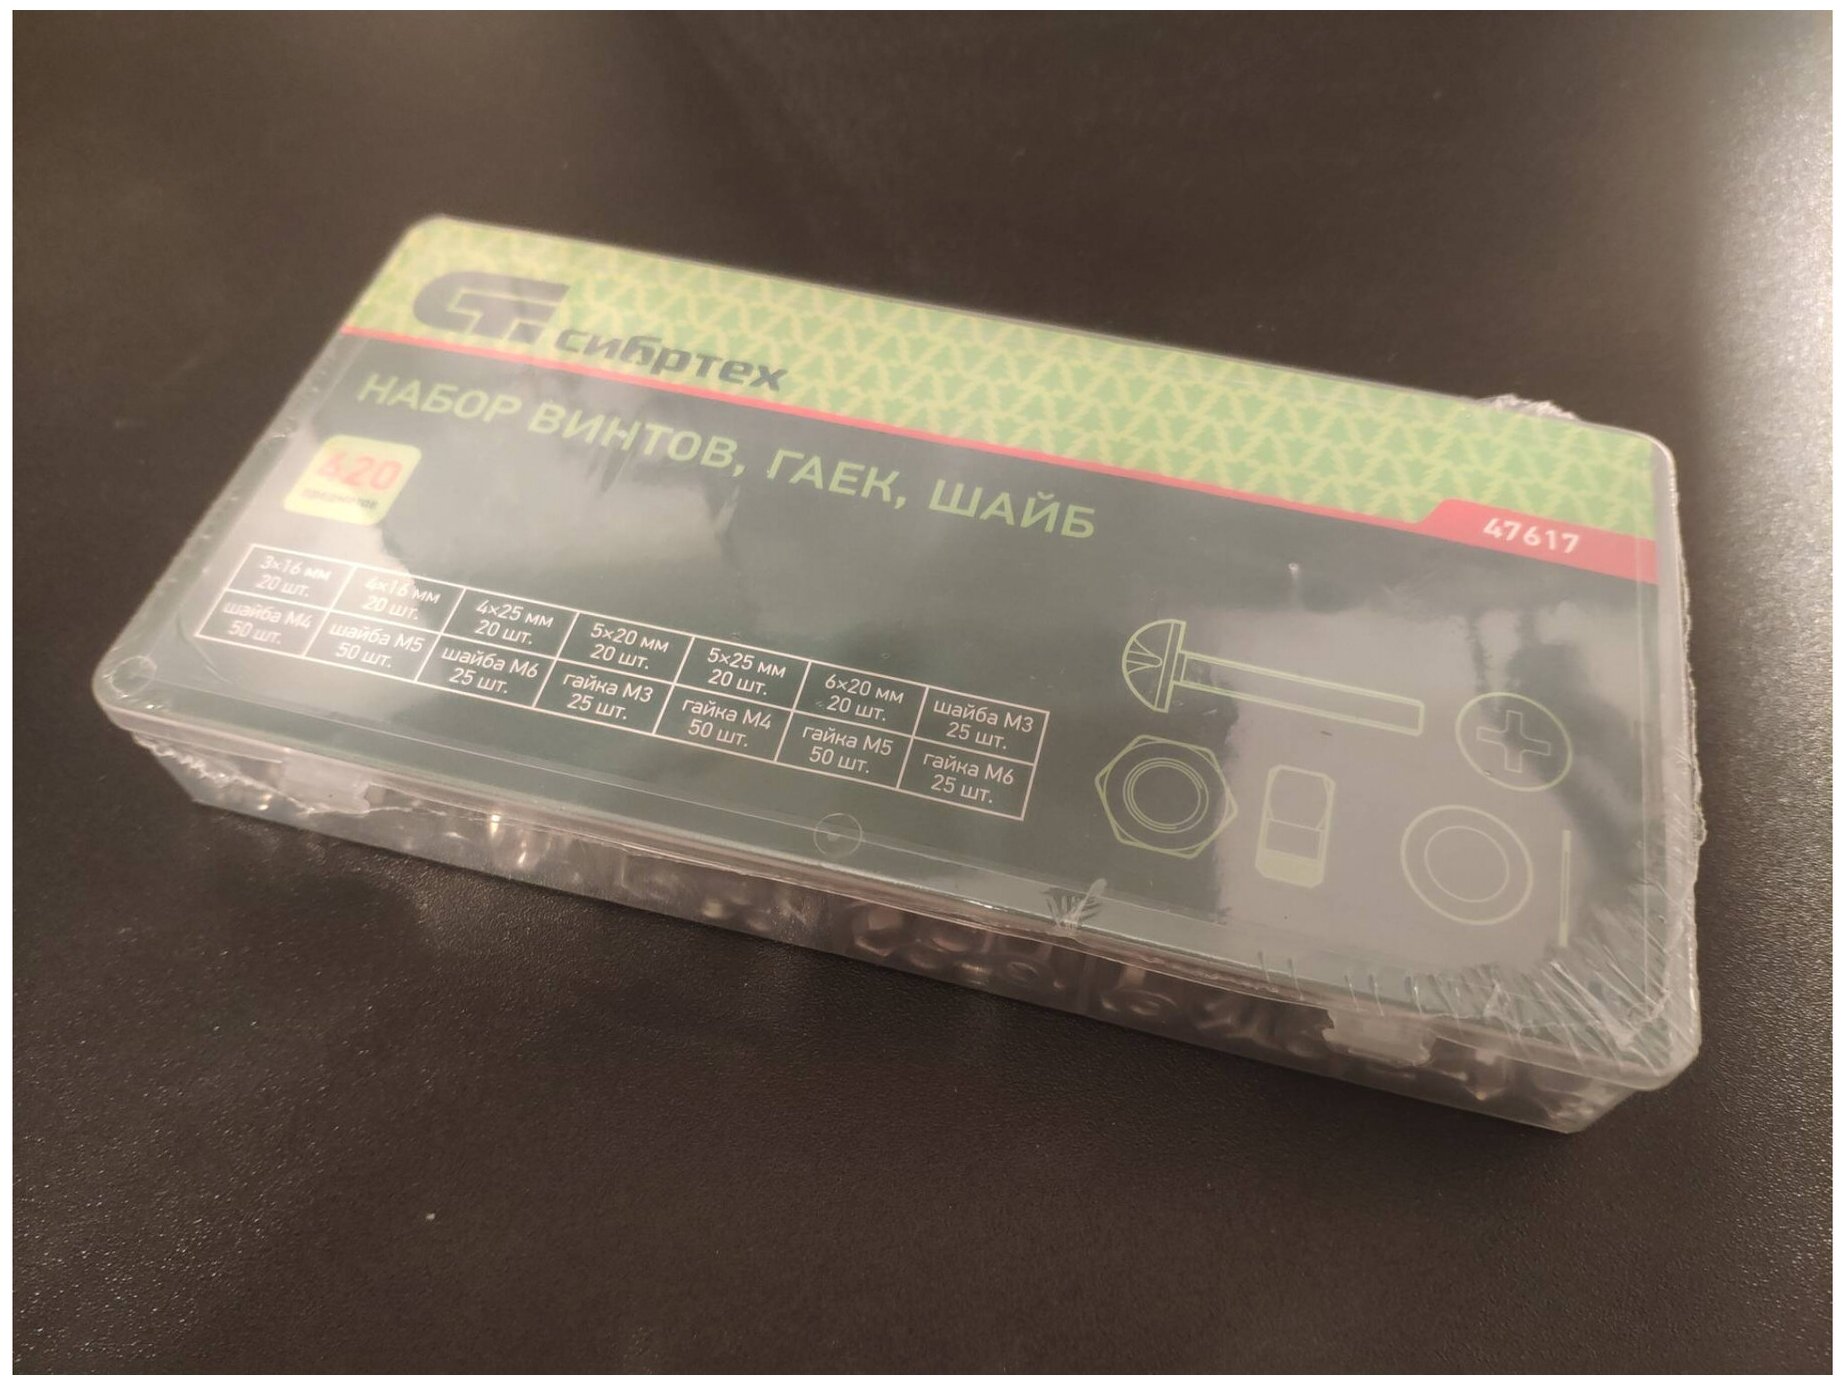 сибртех
НАБОР ВИНТОВ, ГАЕК, ШАЙБ
47617
420
предметов
3×16 мм
20 шт.
4×16 мм
20 шт.
4×25 мм
20 шт.
5×20 мм
20 шт.
5×25 мм
20 шт.
6×20 мм
20 шт.
шайба М3
25 шт.
шайба М4
50 шт.
шайба М5
50 шт.
шайба М6
25 шт.
гайка М3
25 шт.
гайка М4
50 шт.
гайка М5
50 шт.
гайка М6
25 шт.